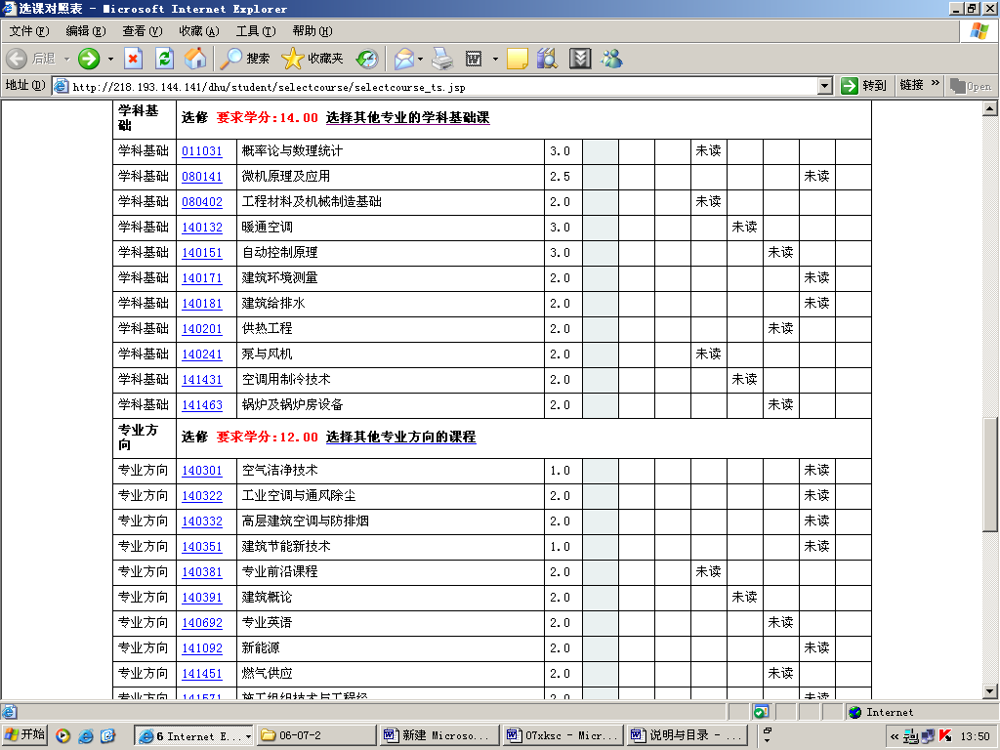 选课对照表 - Microsoft Internet Explorer
文件(F) 编辑(E) 查看(V) 收藏(A) 工具(T) 帮助(H)
后退 搜索 收藏夹
地址(D) http://218.193.144.141/dhu/student/selectcourse/selectcourse_ts.jsp 转到 链接 » Open
学科基础 选修 要求学分:14.00 选择其他专业的学科基础课
学科基础 011031 概率论与数理统计 3.0 未读
学科基础 080141 微机原理及应用 2.5 未读
学科基础 080402 工程材料及机械制造基础 2.0 未读
学科基础 140132 暖通空调 3.0 未读
学科基础 140151 自动控制原理 3.0 未读
学科基础 140171 建筑环境测量 2.0 未读
学科基础 140181 建筑给排水 2.0 未读
学科基础 140201 供热工程 2.0 未读
学科基础 140241 泵与风机 2.0 未读
学科基础 141431 空调用制冷技术 2.0 未读
学科基础 141463 锅炉及锅炉房设备 2.0 未读
专业方向 选修 要求学分:12.00 选择其他专业方向的课程
专业方向 140301 空气洁净技术 1.0 未读
专业方向 140322 工业空调与通风除尘 2.0 未读
专业方向 140332 高层建筑空调与防排烟 2.0 未读
专业方向 140351 建筑节能新技术 1.0 未读
专业方向 140381 专业前沿课程 2.0 未读
专业方向 140391 建筑概论 2.0 未读
专业方向 140692 专业英语 2.0 未读
专业方向 141092 新能源 2.0 未读
专业方向 141451 燃气供应 2.0 未读
专业方向 141571 施工组织技术与工程经 2.0 未读
Internet
开始 6 Internet E... 06-07-2 新建 Microso... 07xksc - Micr... 说明与目录 - ... « 13:50